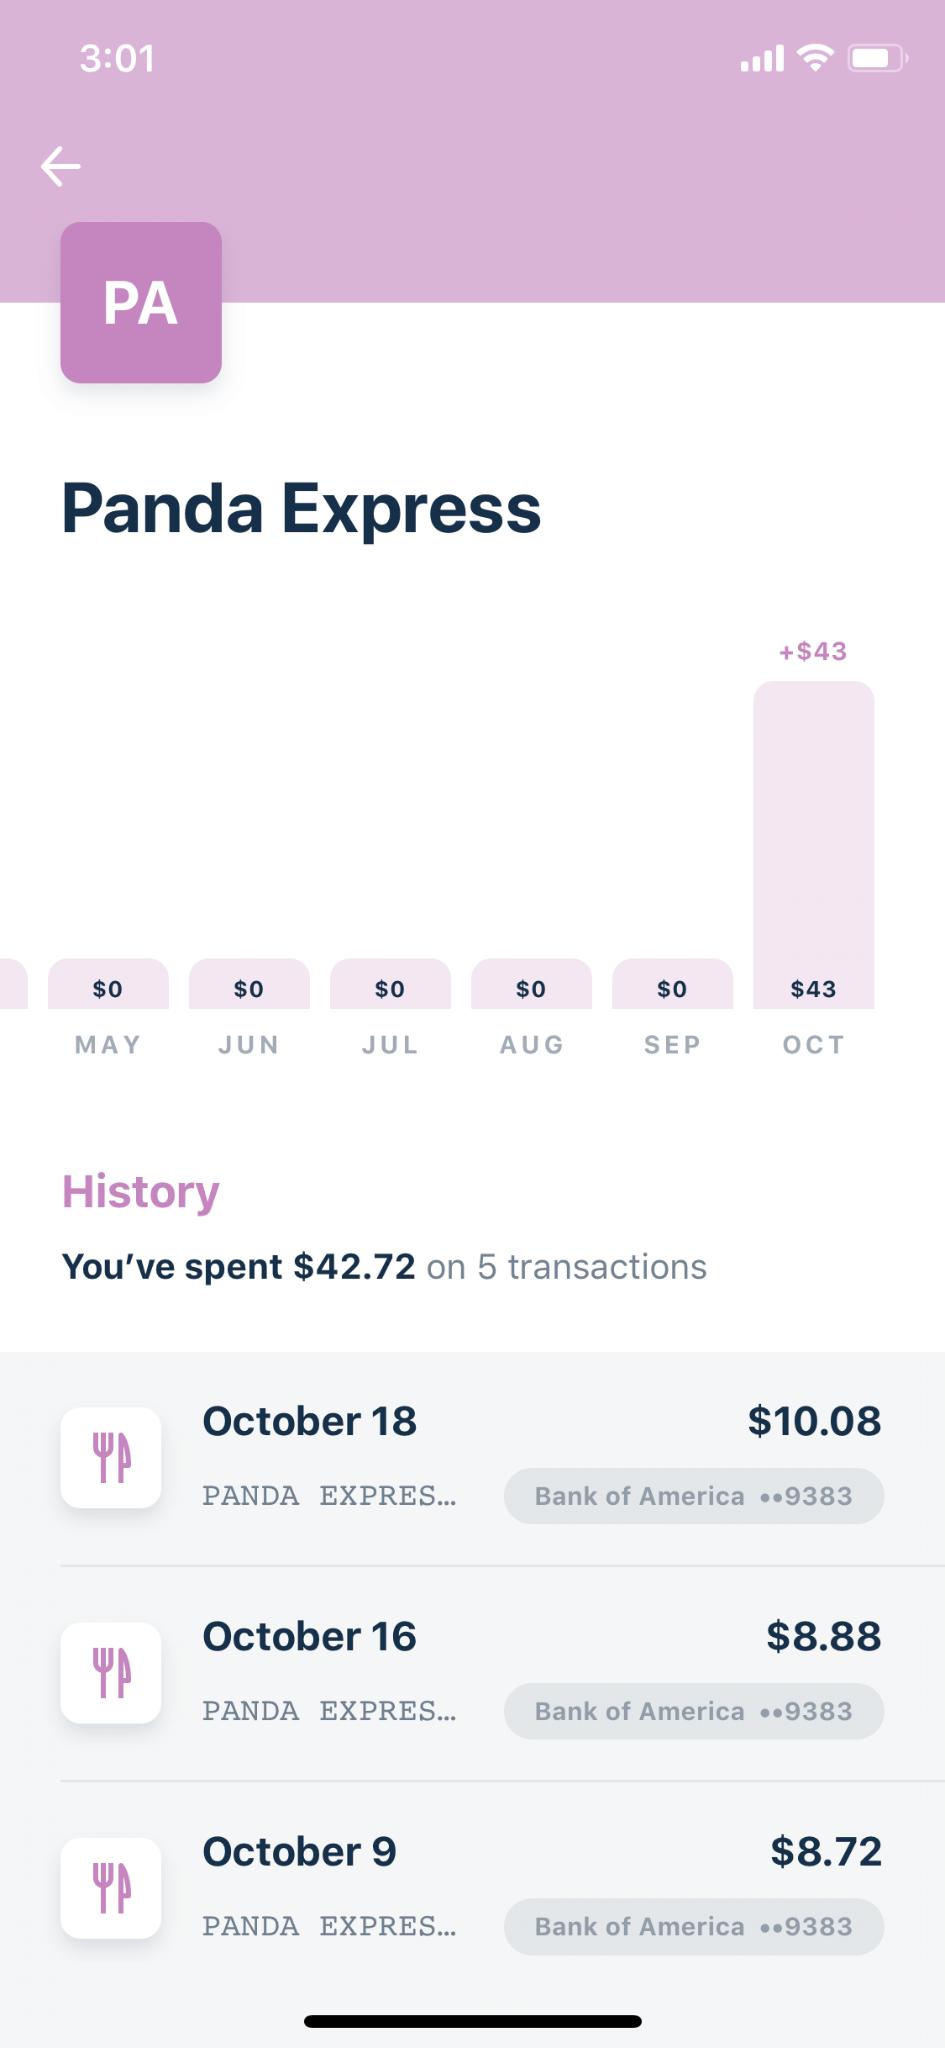 3:01
PA
Panda Express
+$43
$0 $0 $0 $0 $0 $43
MAY JUN JUL AUG SEP OCT
History
You’ve spent $42.72 on 5 transactions
October 18 $10.08
PANDA EXPRES… Bank of America ••9383
October 16 $8.88
PANDA EXPRES… Bank of America ••9383
October 9 $8.72
PANDA EXPRES… Bank of America ••9383